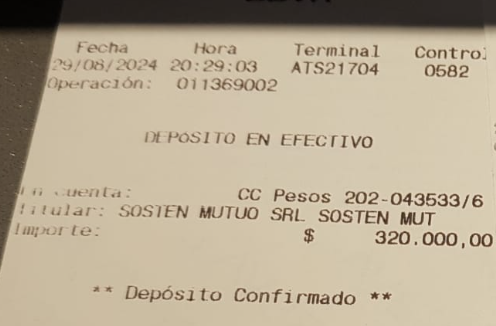 Fecha Hora Terminal Control
29/08/2024 20:29:03 ATS21704 0582
Operación: 011369002
DEPÓSITO EN EFECTIVO
cuenta: CC Pesos 202-043533/6
Titular: SOSTEN MUTUO SRL SOSTEN MUT
Importe: $ 320.000,00
** Depósito Confirmado **